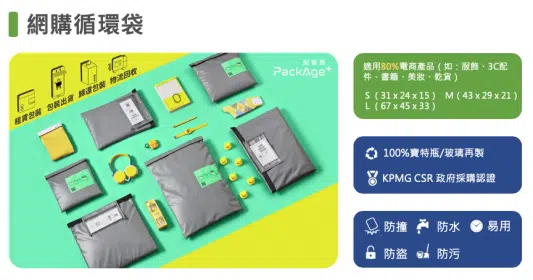 網購循環袋
租賃包裝
包裝出貨
歸還包裝
物流回收
配客嘉
PackAge+
適用80%電商產品（如：服飾、3C配
件、書籍、美妝、乾貨）
S（31 x 24 x 15） M（43 x 29 x 21）
L（67 x 45 x 33）
100%寶特瓶/玻璃再製
KPMG CSR 政府採購認證
防撞 防水 易用
防盜 防污